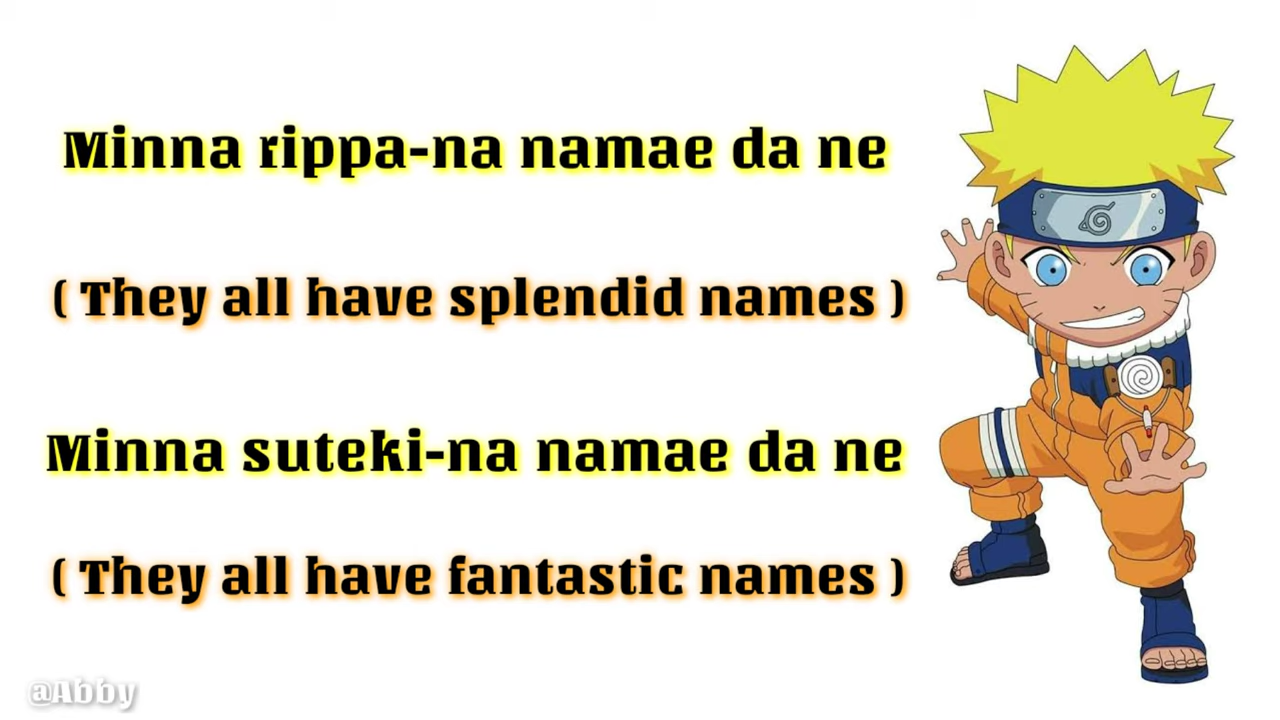 Minna rippa-na namae da ne
( They all have splendid names )
Minna suteki-na namae da ne
( They all have fantastic names )
@Abby